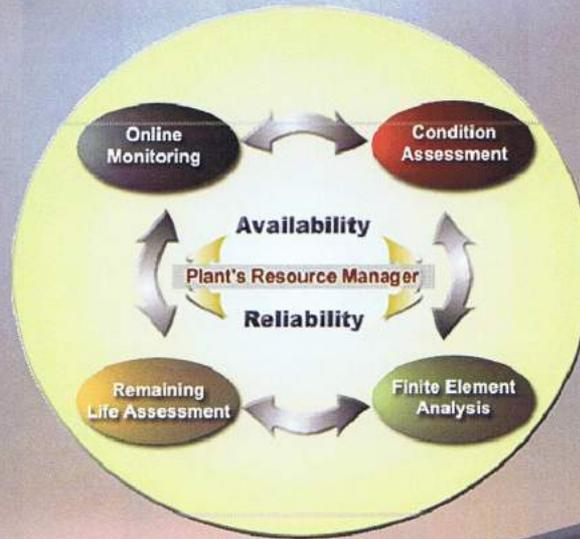 Online
Monitoring
Condition
Assessment
Availability
Plant's Resource Manager
Reliability
Remaining
Life Assessment
Finite Element
Analysis